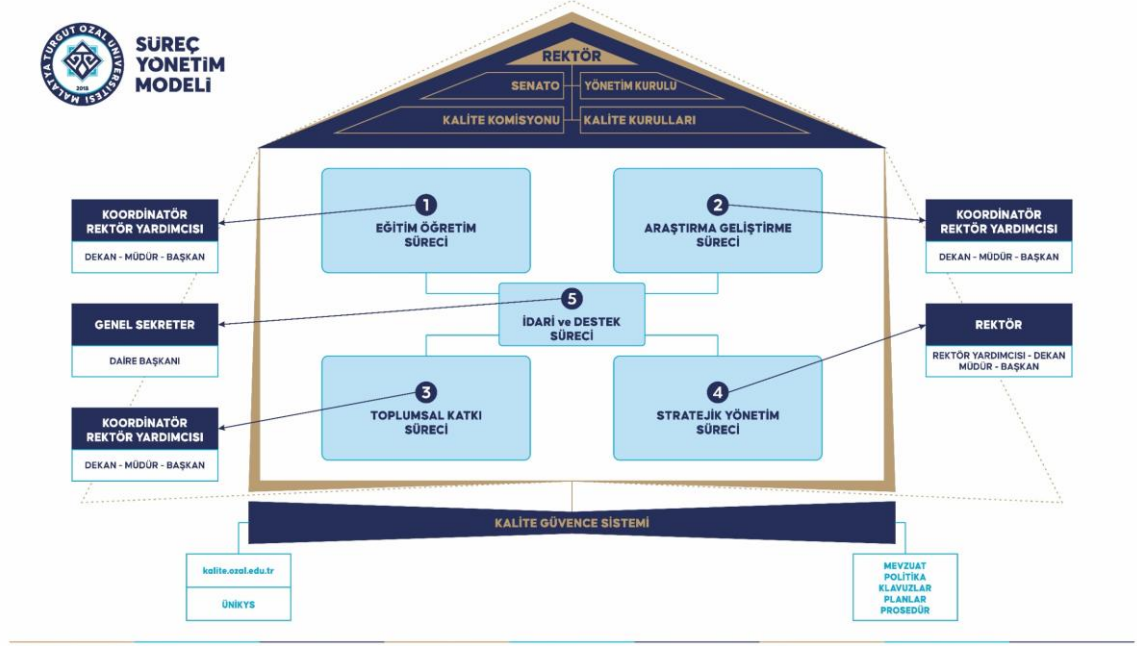 MALATYA TURGUT OZAL UNIVERSITESI
2018
SÜREÇ
YÖNETİM
MODELİ
REKTÖR
SENATO
YÖNETİM KURULU
KALİTE KOMİSYONU
KALİTE KURULLARI
1
EĞİTİM ÖĞRETİM
SÜRECİ
2
ARAŞTIRMA GELİŞTİRME
SÜRECİ
KOORDİNATÖR
REKTÖR YARDIMCISI
DEKAN - MÜDÜR - BAŞKAN
KOORDİNATÖR
REKTÖR YARDIMCISI
DEKAN - MÜDÜR - BAŞKAN
5
İDARİ ve DESTEK
SÜRECİ
GENEL SEKRETER
DAİRE BAŞKANI
REKTÖR
REKTÖR YARDIMCISI - DEKAN
MÜDÜR - BAŞKAN
3
TOPLUMSAL KATKI
SÜRECİ
4
STRATEJİK YÖNETİM
SÜRECİ
KOORDİNATÖR
REKTÖR YARDIMCISI
DEKAN - MÜDÜR - BAŞKAN
KALİTE GÜVENCE SİSTEMİ
kalite.ozal.edu.tr
ÜNİKYS
MEVZUAT
POLİTİKA
KLAVUZLAR
PLANLAR
PROSEDÜR